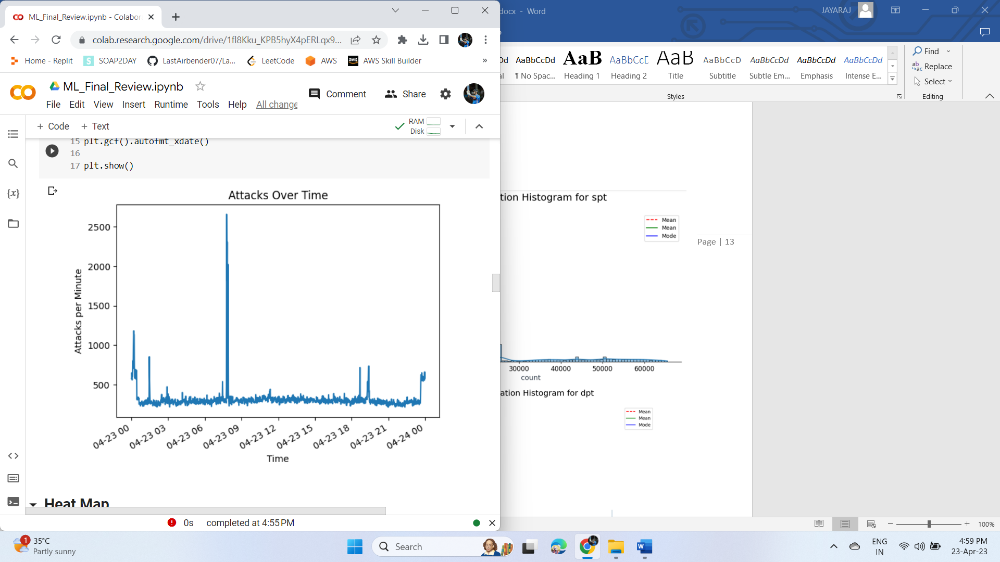 ML_Final_Review.ipynb - Colabor
colab.research.google.com/drive/1fl8Kku_KPB5hyX4pERLqx9...
Home - Replit
SOAP2DAY
LastAirbender07/La...
LeetCode
AWS
AWS Skill Builder
»
ML_Final_Review.ipynb
Comment
Share
File Edit View Insert Runtime Tools Help All change
+ Code + Text
RAM
Disk
15 plt.gcf().autofmt_xdate()
16
17 plt.show()
{x}
Attacks Over Time
Attacks per Minute
2500
2000
1500
1000
500
04-23 00 04-23 03 04-23 06 04-23 09 04-23 12 04-23 15 04-23 18 04-23 21 04-24 00
Time
Heat Map
0s completed at 4:55 PM
docx - Word
JAYARAJ
AaBbCcDd AaB AaBbCc AaB AaBbCcD AaBbCcDd AaBbCcDd AaBbCcDd
¶ No Spac... Heading 1 Heading 2 Title Subtitle Subtle Em... Emphasis Intense E...
Styles
Find
Replace
Select
Editing
tion Histogram for spt
Mean
Mean
Mode
Page | 13
30000 40000 50000 60000
count
ation Histogram for dpt
Mean
Mean
Mode
100%
1
35°C
Partly sunny
Search
ENG
IN
4:59 PM
23-Apr-23